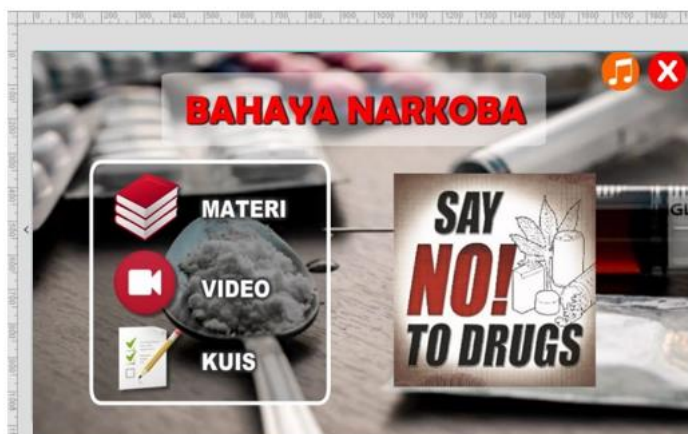 BAHAYA NARKOBA
MATERI
VIDEO
KUIS
SAY
NO!
TO DRUGS